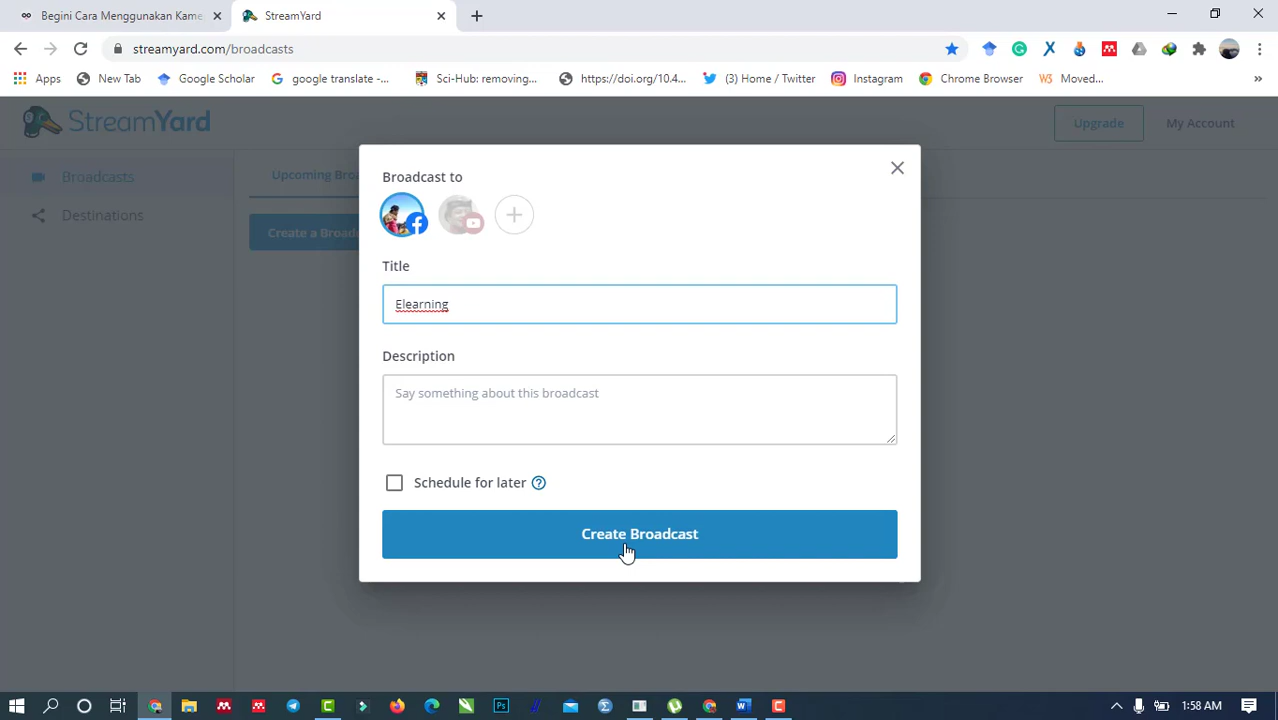 Begini Cara Menggunakan Kame
StreamYard
streamyard.com/broadcasts
Apps
New Tab
Google Scholar
google translate -...
Sci-Hub: removing...
https://doi.org/10.4...
(3) Home / Twitter
Instagram
Chrome Browser
Moved...
»
StreamYard
Upgrade
My Account
Broadcasts
Destinations
Upcoming Broa
Create a Broadc
Broadcast to
Title
Elearning
Description
Say something about this broadcast
Schedule for later
Create Broadcast
1:58 AM